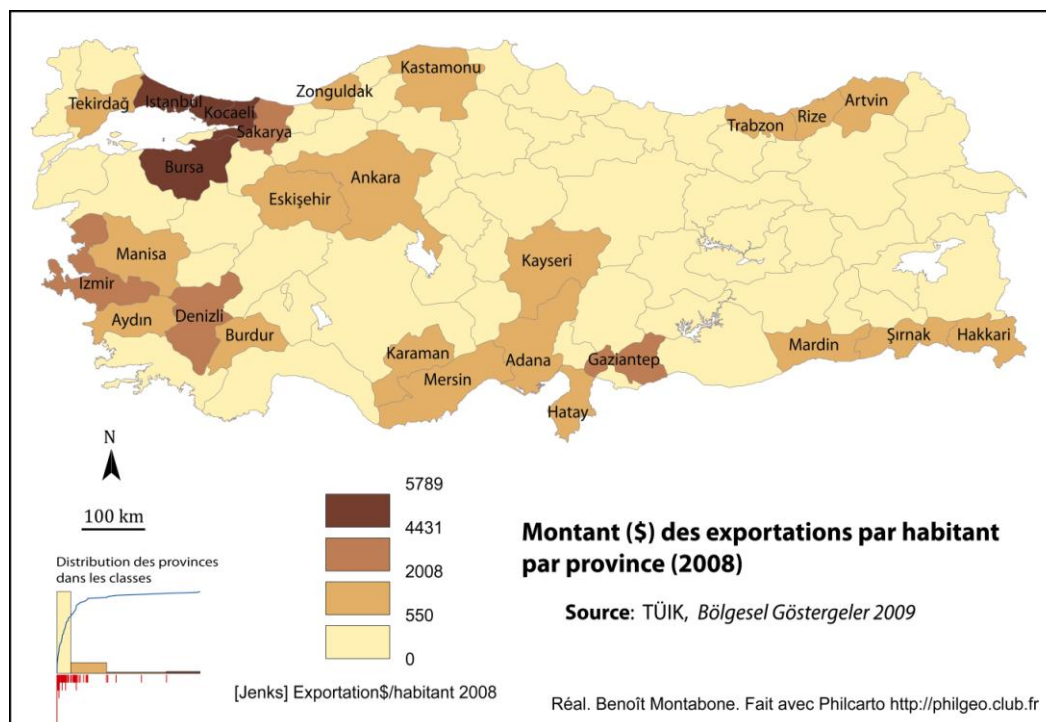 Kastamonu
Zonguldak
Tekirdağ
Istanbul
Kocaeli
Sakarya
Artvin
Rize
Trabzon
Bursa
Ankara
Eskişehir
Manisa
Kayseri
Izmir
Denizli
Aydın
Burdur
Karaman
Adana
Gaziantep
Mardin
Şırnak
Hakkari
Mersin
Hatay
N
100 km
Distribution des provinces
dans les classes
5789
4431
2008
550
0
[Jenks] Exportation$/habitant 2008
Montant ($) des exportations par habitant
par province (2008)
Source: TÜIK, Bölgesel Göstergeler 2009
Réal. Benoît Montabone. Fait avec Philcarto http://philgeo.club.fr